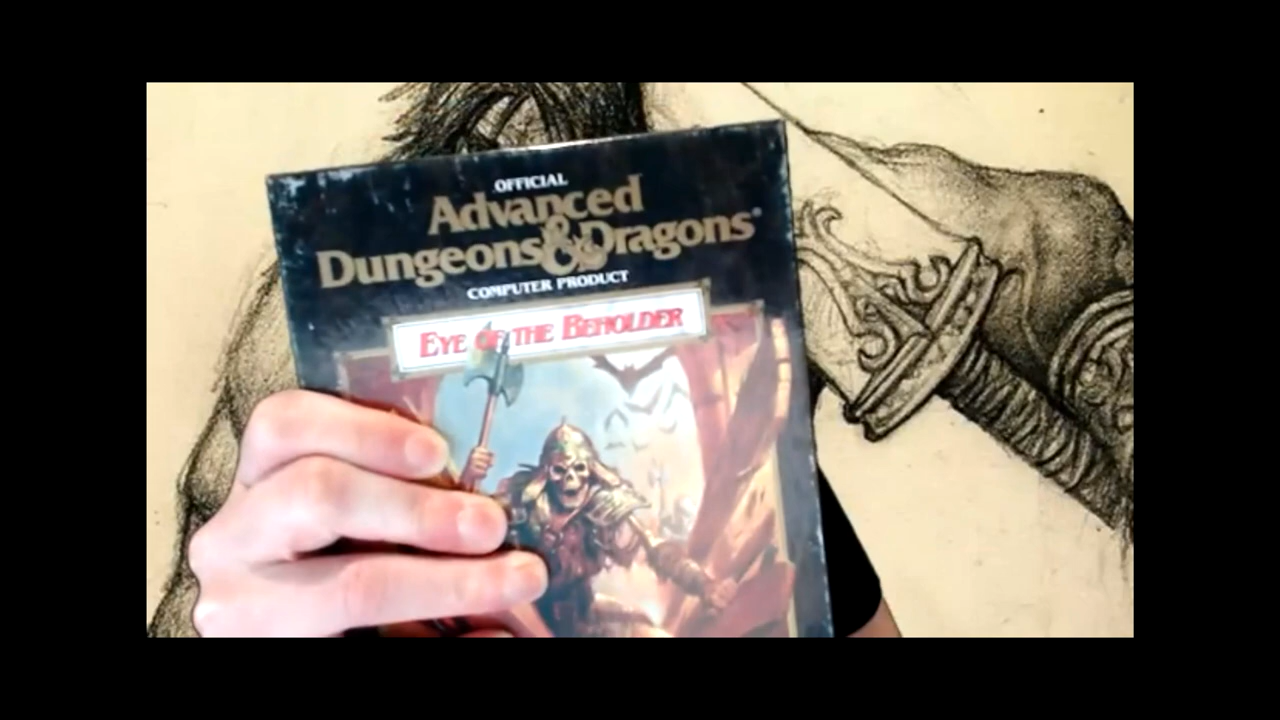 OFFICIAL
Advanced
Dungeons & Dragons®
COMPUTER PRODUCT
EYE OF THE BEHOLDER